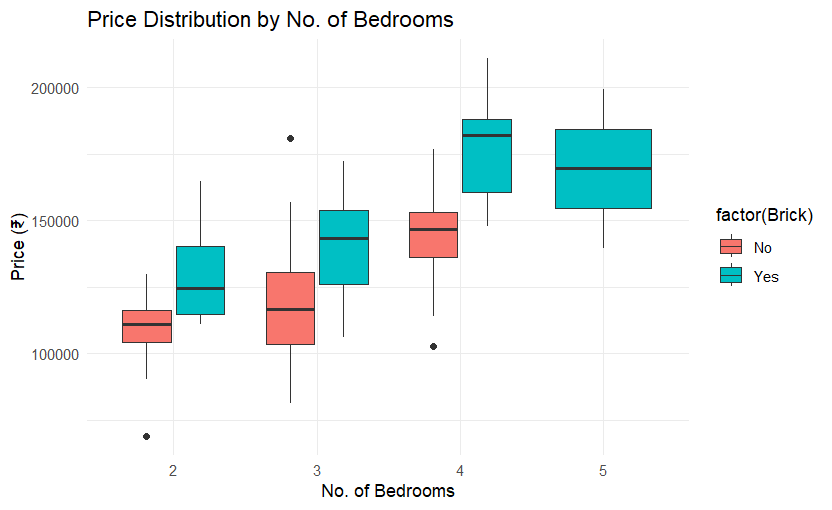 Price Distribution by No. of Bedrooms
Price (₹)
200000
150000
100000
2 3 4 5
No. of Bedrooms
factor(Brick)
No
Yes